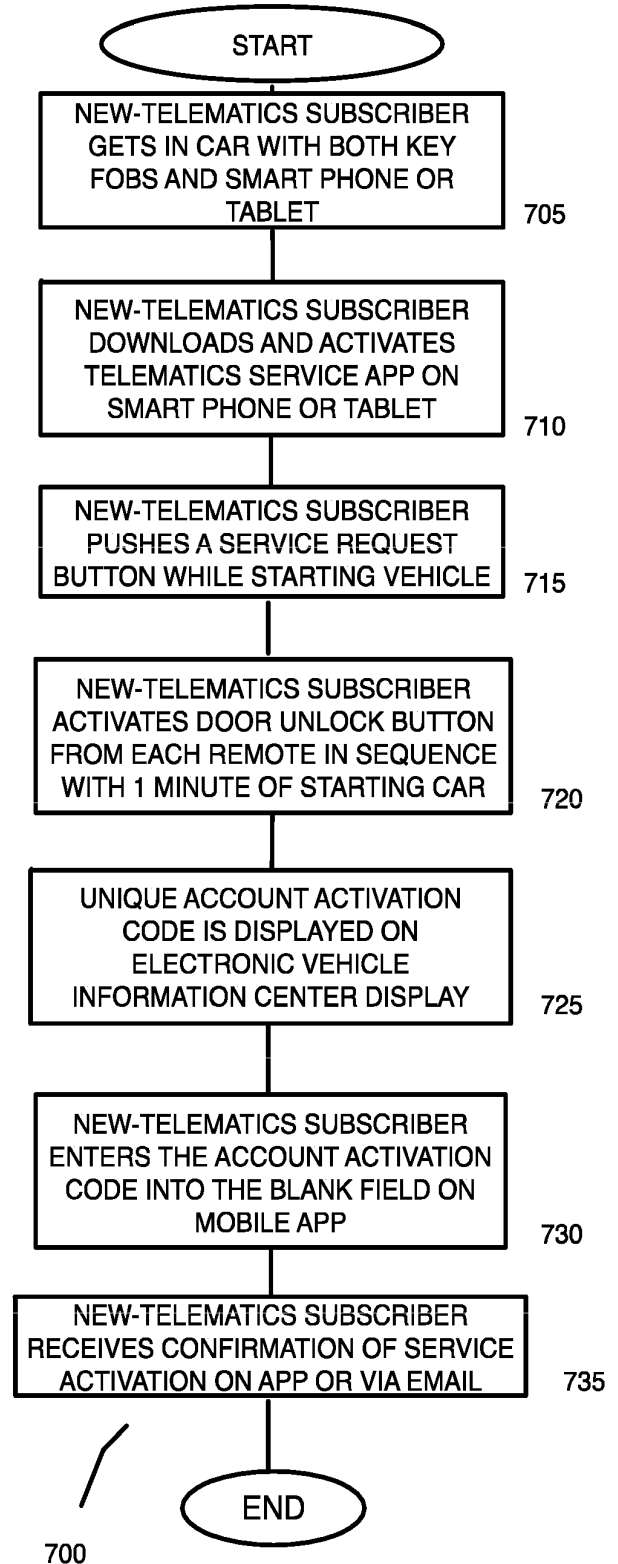 START
NEW-TELEMATICS SUBSCRIBER
GETS IN CAR WITH BOTH KEY
FOBS AND SMART PHONE OR
TABLET
705
NEW-TELEMATICS SUBSCRIBER
DOWNLOADS AND ACTIVATES
TELEMATICS SERVICE APP ON
SMART PHONE OR TABLET
710
NEW-TELEMATICS SUBSCRIBER
PUSHES A SERVICE REQUEST
BUTTON WHILE STARTING VEHICLE
715
NEW-TELEMATICS SUBSCRIBER
ACTIVATES DOOR UNLOCK BUTTON
FROM EACH REMOTE IN SEQUENCE
WITH 1 MINUTE OF STARTING CAR
720
UNIQUE ACCOUNT ACTIVATION
CODE IS DISPLAYED ON
ELECTRONIC VEHICLE
INFORMATION CENTER DISPLAY
725
NEW-TELEMATICS SUBSCRIBER
ENTERS THE ACCOUNT ACTIVATION
CODE INTO THE BLANK FIELD ON
MOBILE APP
730
NEW-TELEMATICS SUBSCRIBER
RECEIVES CONFIRMATION OF SERVICE
ACTIVATION ON APP OR VIA EMAIL
735
END
700